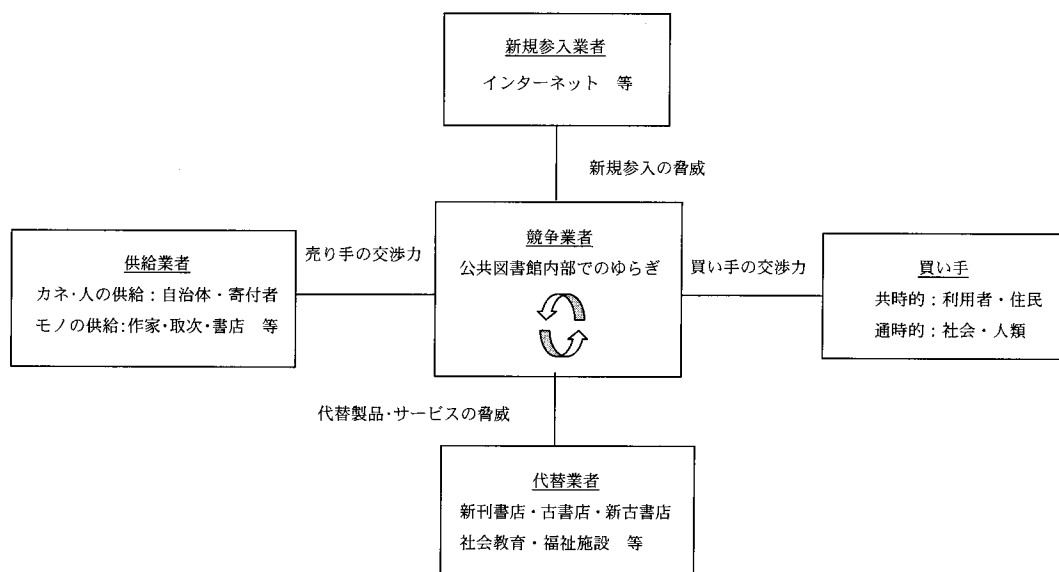 新規参入業者
インターネット　等
新規参入の脅威
供給業者
カネ・人の供給：自治体・寄付者
モノの供給：作家・取次・書店　等
売り手の交渉力
競争業者
公共図書館内部でのゆらぎ
買い手の交渉力
買い手
共時的：利用者・住民
通時的：社会・人類
代替製品・サービスの脅威
代替業者
新刊書店・古書店・新古書店
社会教育・福祉施設　等